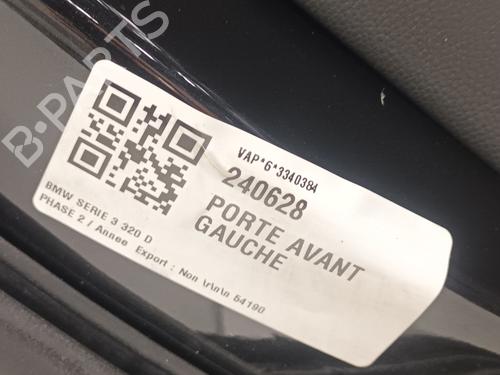 B-PARTS
VAP*6*3340384
240628
PORTE AVANT
GAUCHE
BMW SERIE 3 320 D
PHASE 2 / Annee Export : Non \r\n\n 54190